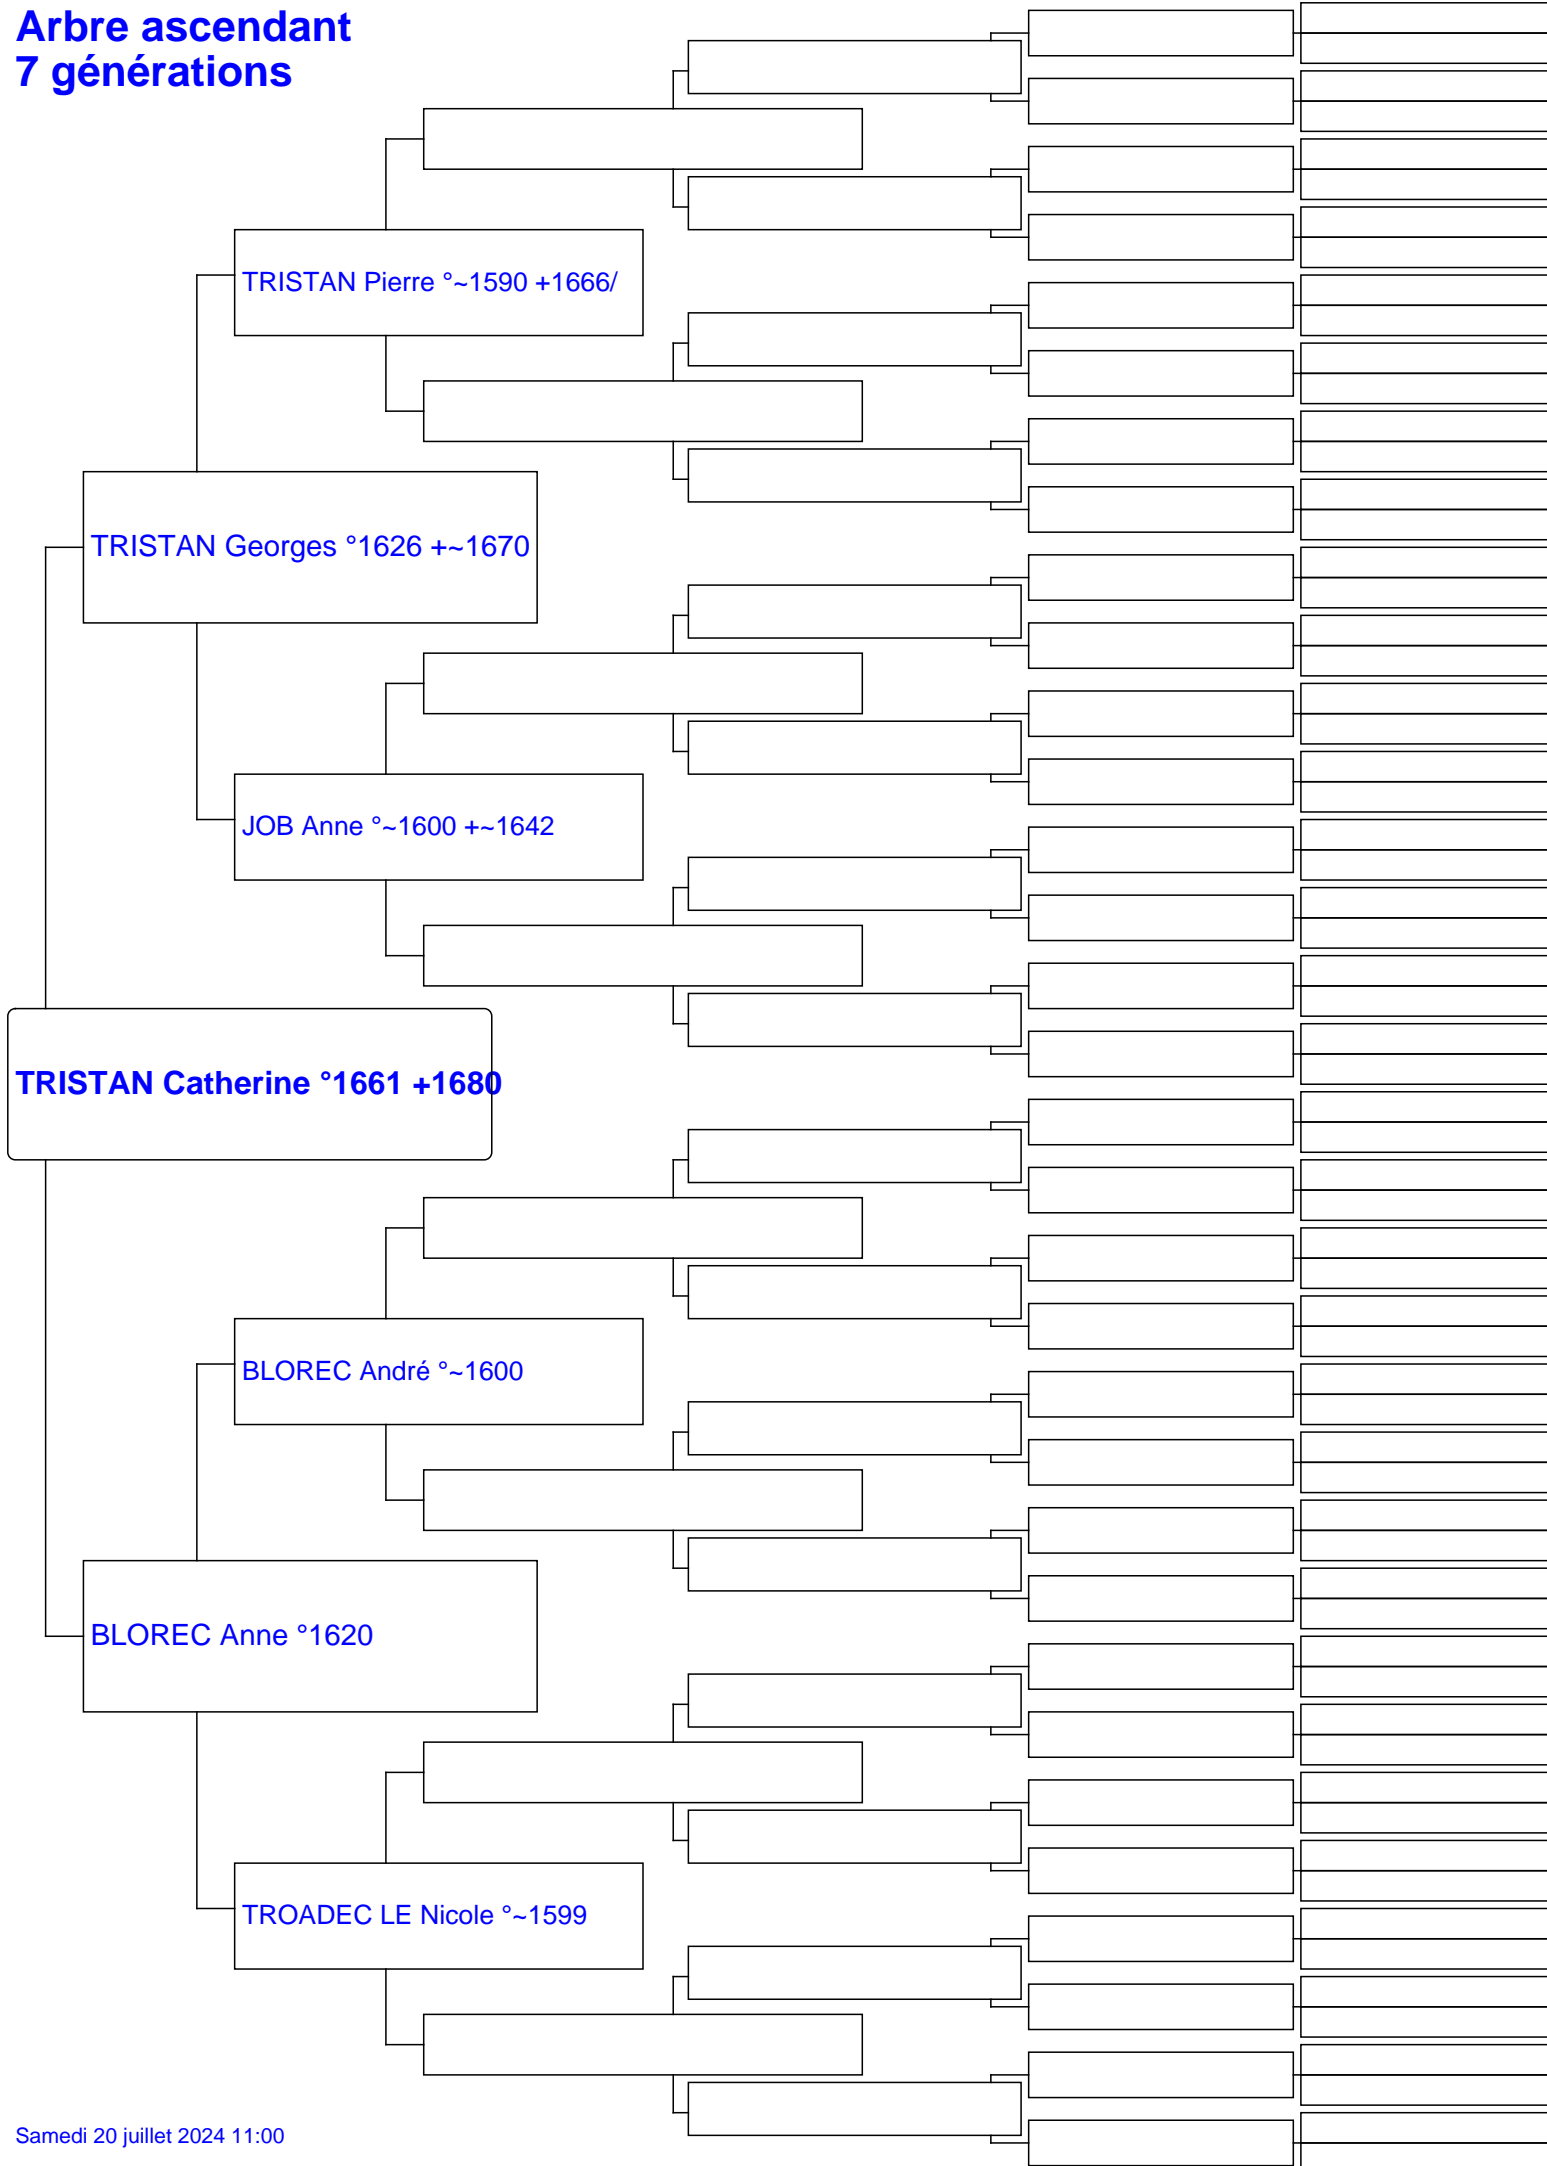 Arbre ascendant
7 générations
TRISTAN Pierre °~1590 +1666/
TRISTAN Georges °1626 +~1670
JOB Anne °~1600 +~1642
TRISTAN Catherine °1661 +1680
BLOREC André °~1600
BLOREC Anne °1620
TROADEC LE Nicole °~1599
Samedi 20 juillet 2024 11:00